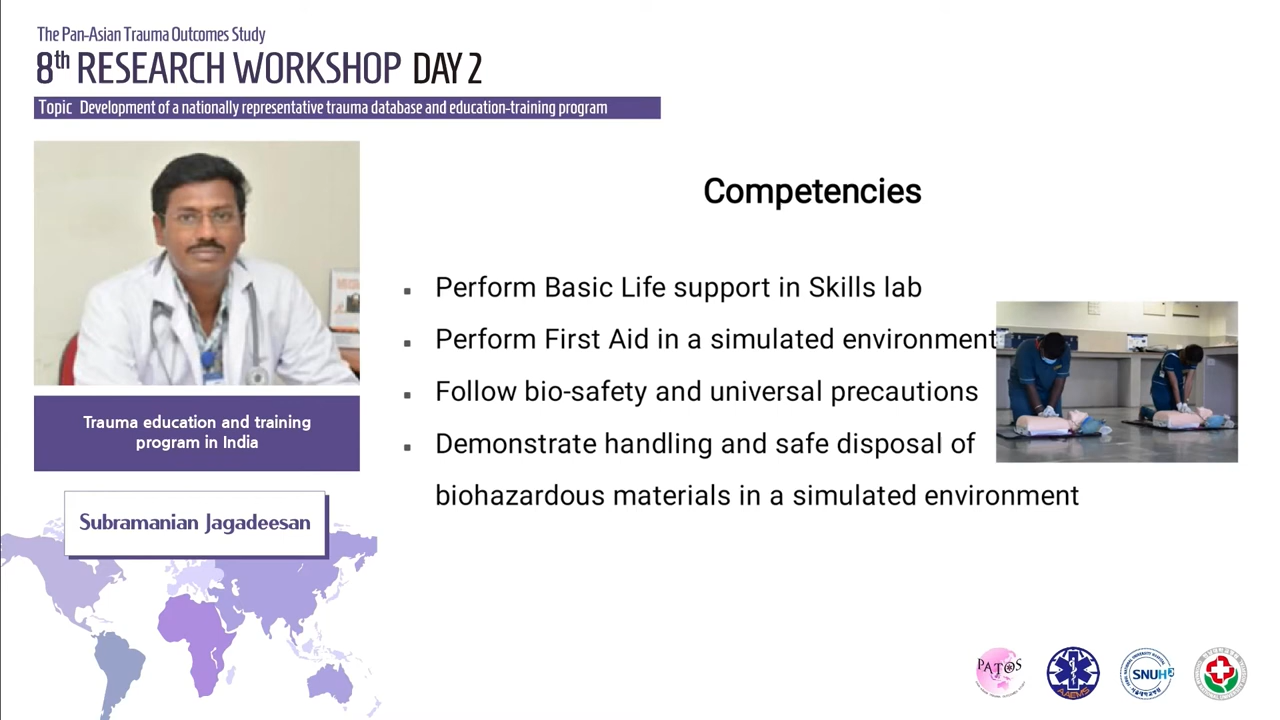 The Pan-Asian Trauma Outcomes Study
8th RESEARCH WORKSHOP DAY 2
Topic Development of a nationally representative trauma database and education-training program
Trauma education and training
program in India
Subramanian Jagadeesan
Competencies
▪ Perform Basic Life support in Skills lab
▪ Perform First Aid in a simulated environment
▪ Follow bio-safety and universal precautions
▪ Demonstrate handling and safe disposal of
biohazardous materials in a simulated environment
PATOS
AAEMS
SNUH